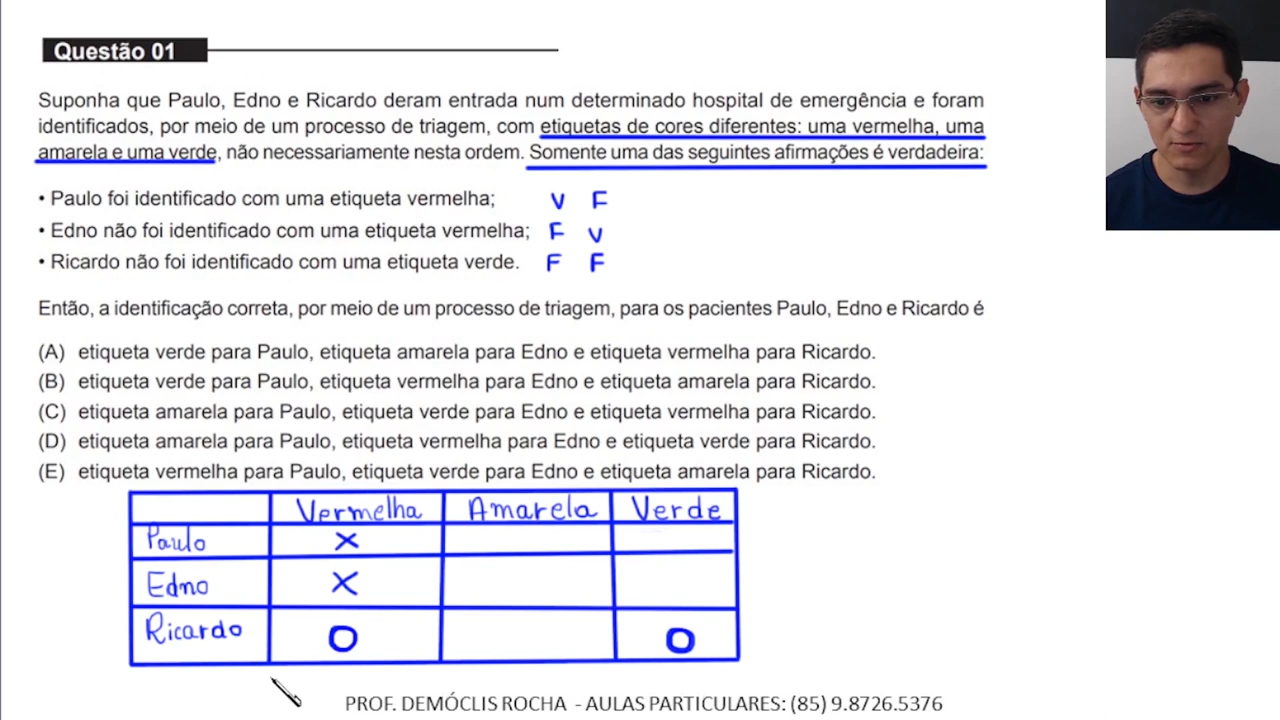 Questão 01
Suponha que Paulo, Edno e Ricardo deram entrada num determinado hospital de emergência e foram
identificados, por meio de um processo de triagem, com etiquetas de cores diferentes: uma vermelha, uma
amarela e uma verde, não necessariamente nesta ordem. Somente uma das seguintes afirmações é verdadeira:
• Paulo foi identificado com uma etiqueta vermelha; V F
• Edno não foi identificado com uma etiqueta vermelha; F V
• Ricardo não foi identificado com uma etiqueta verde. F F
Então, a identificação correta, por meio de um processo de triagem, para os pacientes Paulo, Edno e Ricardo é
(A) etiqueta verde para Paulo, etiqueta amarela para Edno e etiqueta vermelha para Ricardo.
(B) etiqueta verde para Paulo, etiqueta vermelha para Edno e etiqueta amarela para Ricardo.
(C) etiqueta amarela para Paulo, etiqueta verde para Edno e etiqueta vermelha para Ricardo.
(D) etiqueta amarela para Paulo, etiqueta vermelha para Edno e etiqueta verde para Ricardo.
(E) etiqueta vermelha para Paulo, etiqueta verde para Edno e etiqueta amarela para Ricardo.
Vermelha Amarela Verde
Paulo X
Edno X
Ricardo O O
PROF. DEMÓCLIS ROCHA - AULAS PARTICULARES: (85) 9.8726.5376